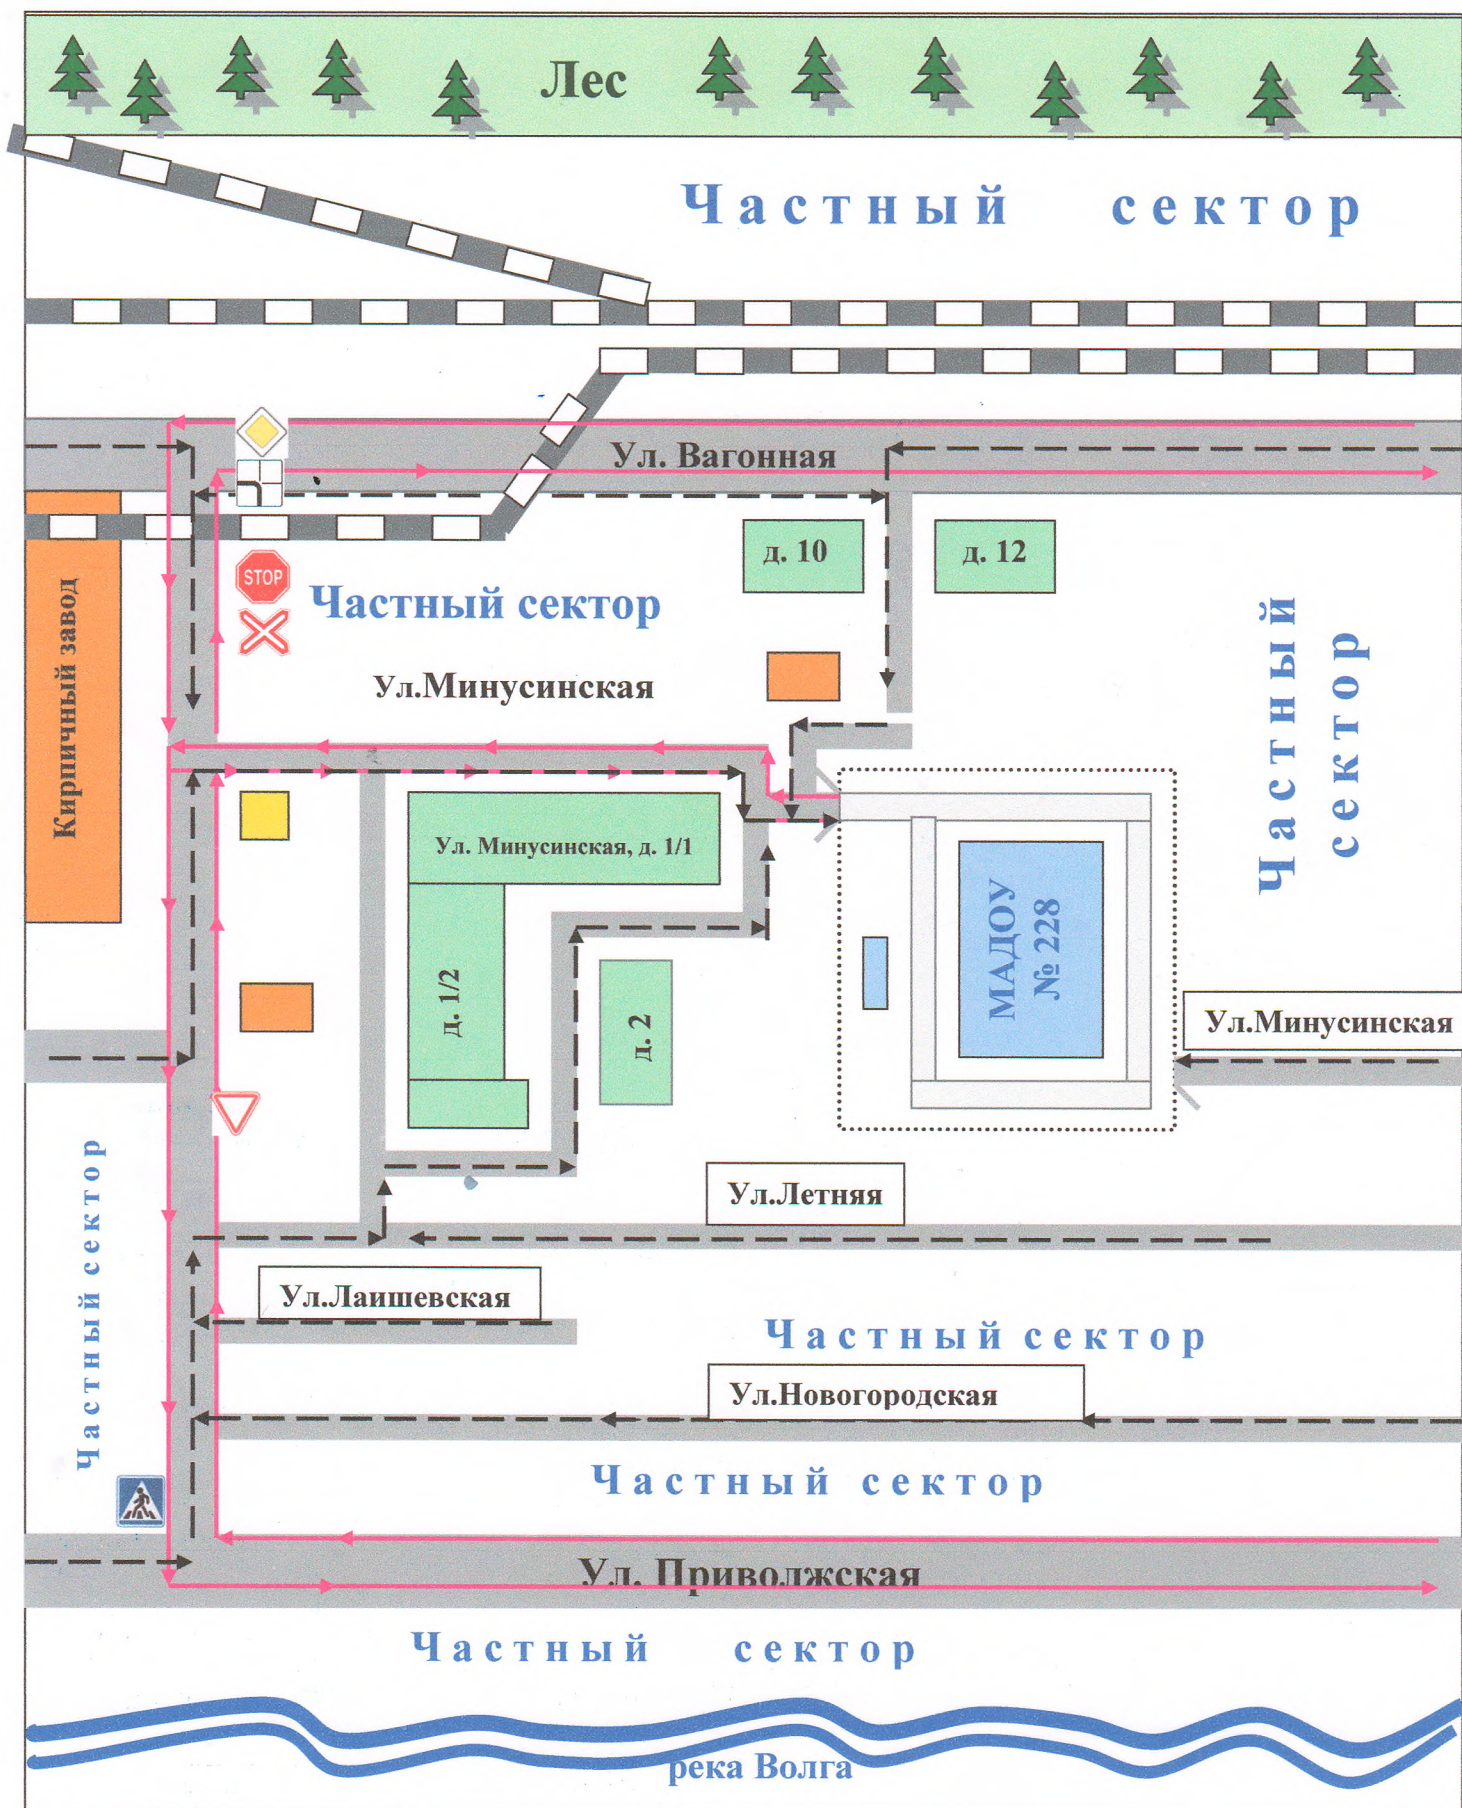 Лес
Частный сектор
Ул. Вагонная
д. 10
д. 12
STOP
Частный сектор
Кирпичный завод
Ул.Минусинская
Частный
сектор
Ул. Минусинская, д. 1/1
МАДОУ
№ 228
д. 1/2
д. 2
Ул.Минусинская
Частный сектор
Ул.Летняя
Ул.Лаишевская
Частный сектор
Ул.Новогородская
Частный сектор
Ул. Приволжская
Частный сектор
река Волга